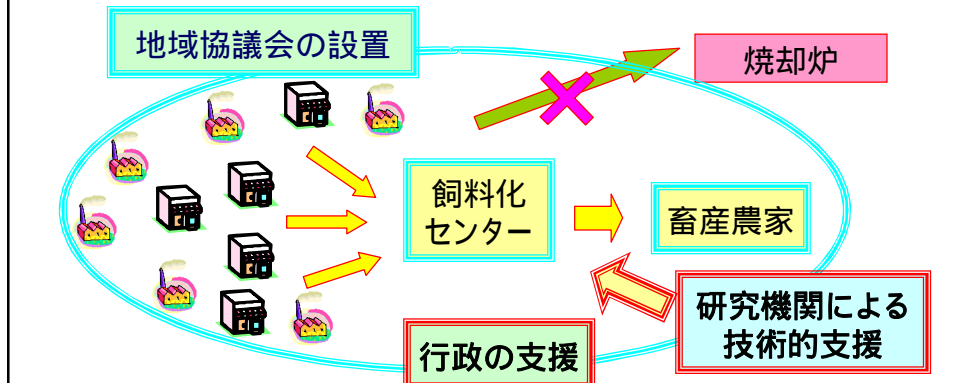 地域協議会の設置
焼却炉
飼料化
センター
畜産農家
研究機関による
技術的支援
行政の支援